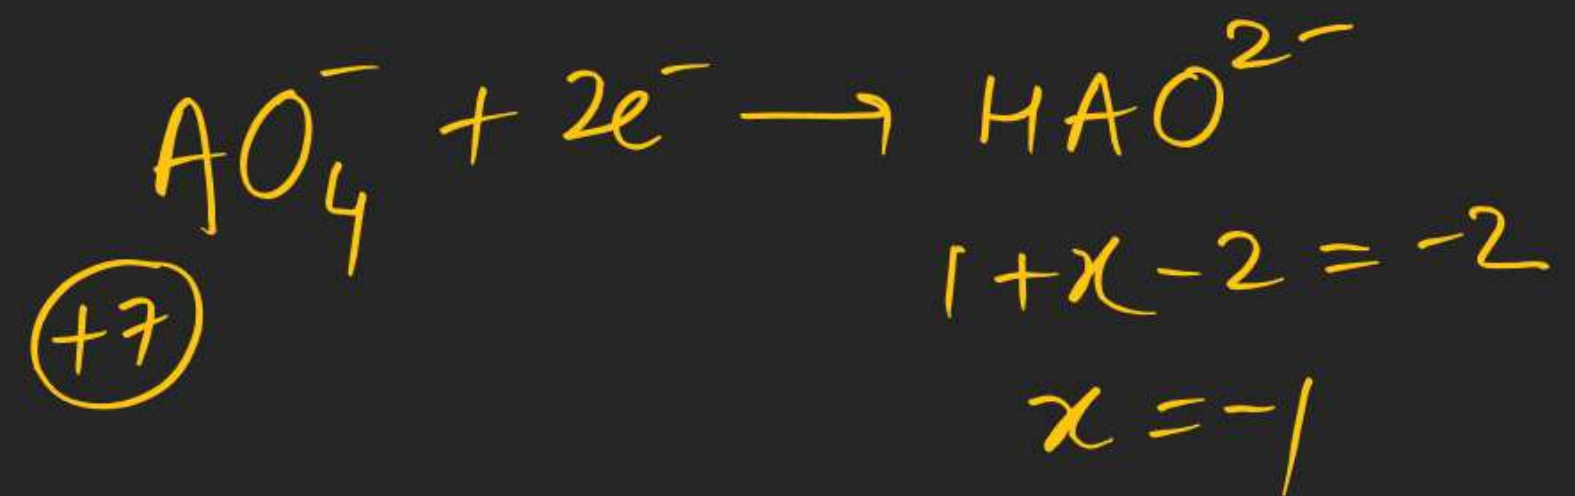 AO₄⁻ + 2e⁻ → HAO²⁻
+7
1 + x - 2 = -2
x = -1